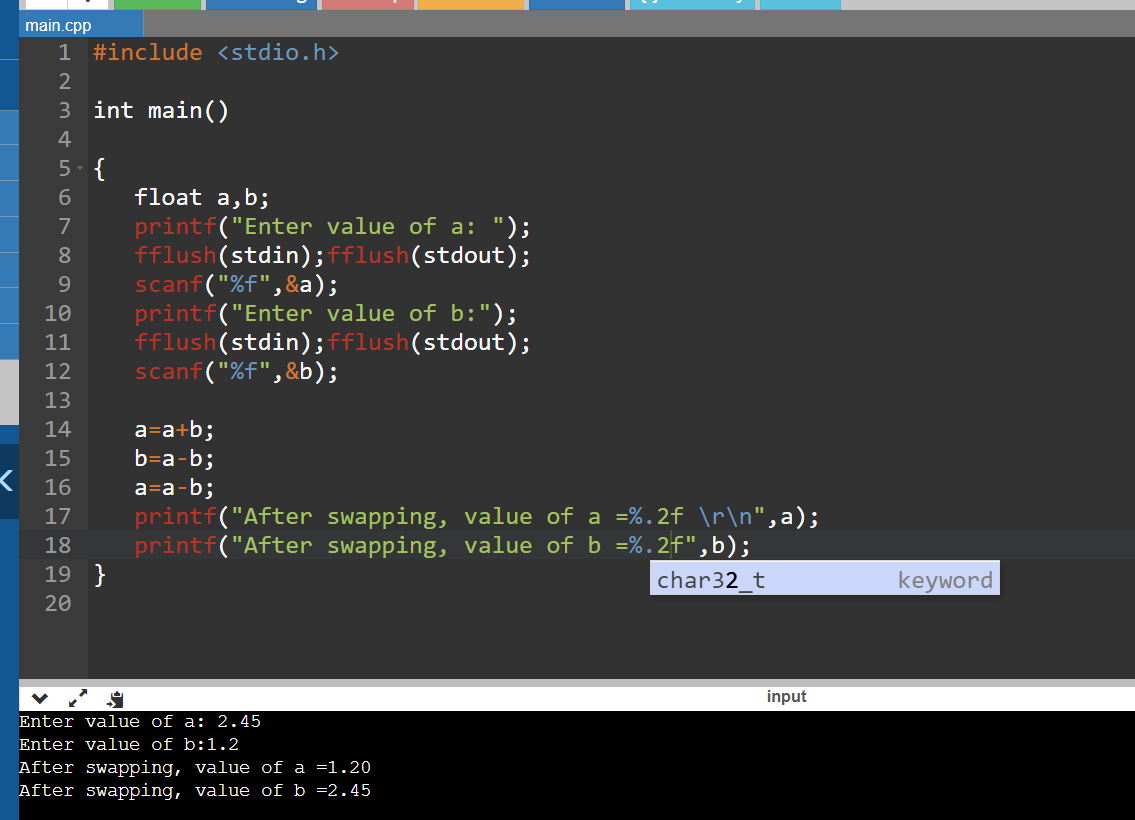 main.cpp
1 #include <stdio.h>
2
3 int main()
4
5 {
6 float a,b;
7 printf("Enter value of a: ");
8 fflush(stdin);fflush(stdout);
9 scanf("%f",&a);
10 printf("Enter value of b:");
11 fflush(stdin);fflush(stdout);
12 scanf("%f",&b);
13
14 a=a+b;
15 b=a-b;
16 a=a-b;
17 printf("After swapping, value of a =%.2f \r\n",a);
18 printf("After swapping, value of b =%.2f",b);
19 }
char32_t keyword
20
input
Enter value of a: 2.45
Enter value of b:1.2
After swapping, value of a =1.20
After swapping, value of b =2.45